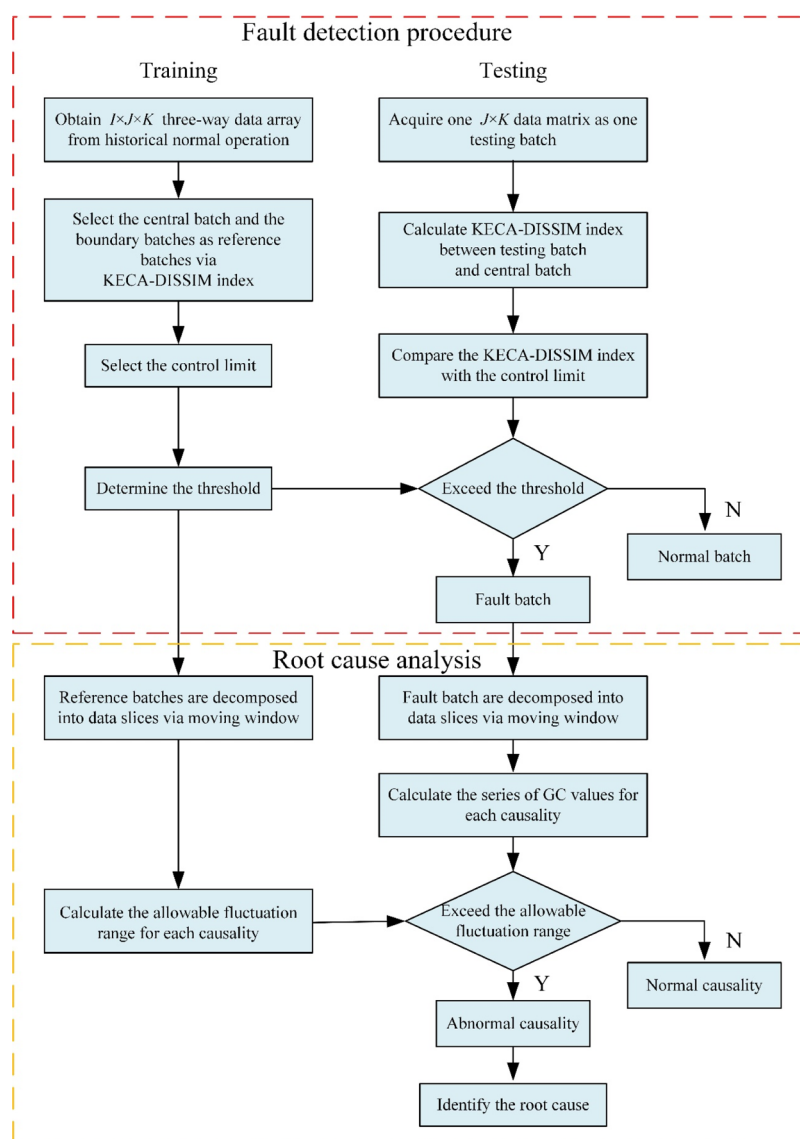 Fault detection procedure
Training
Testing
Obtain I×J×K three-way data array
from historical normal operation
Acquire one J×K data matrix as one
testing batch
Select the central batch and the
boundary batches as reference
batches via
KECA-DISSIM index
Calculate KECA-DISSIM index
between testing batch
and central batch
Select the control limit
Compare the KECA-DISSIM index
with the control limit
Determine the threshold
Exceed the threshold
N
Normal batch
Y
Fault batch
Root cause analysis
Reference batches are decomposed
into data slices via moving window
Fault batch are decomposed into
data slices via moving window
Calculate the series of GC values for
each causality
Calculate the allowable fluctuation
range for each causality
Exceed the allowable
fluctuation range
N
Normal causality
Y
Abnormal causality
Identify the root cause